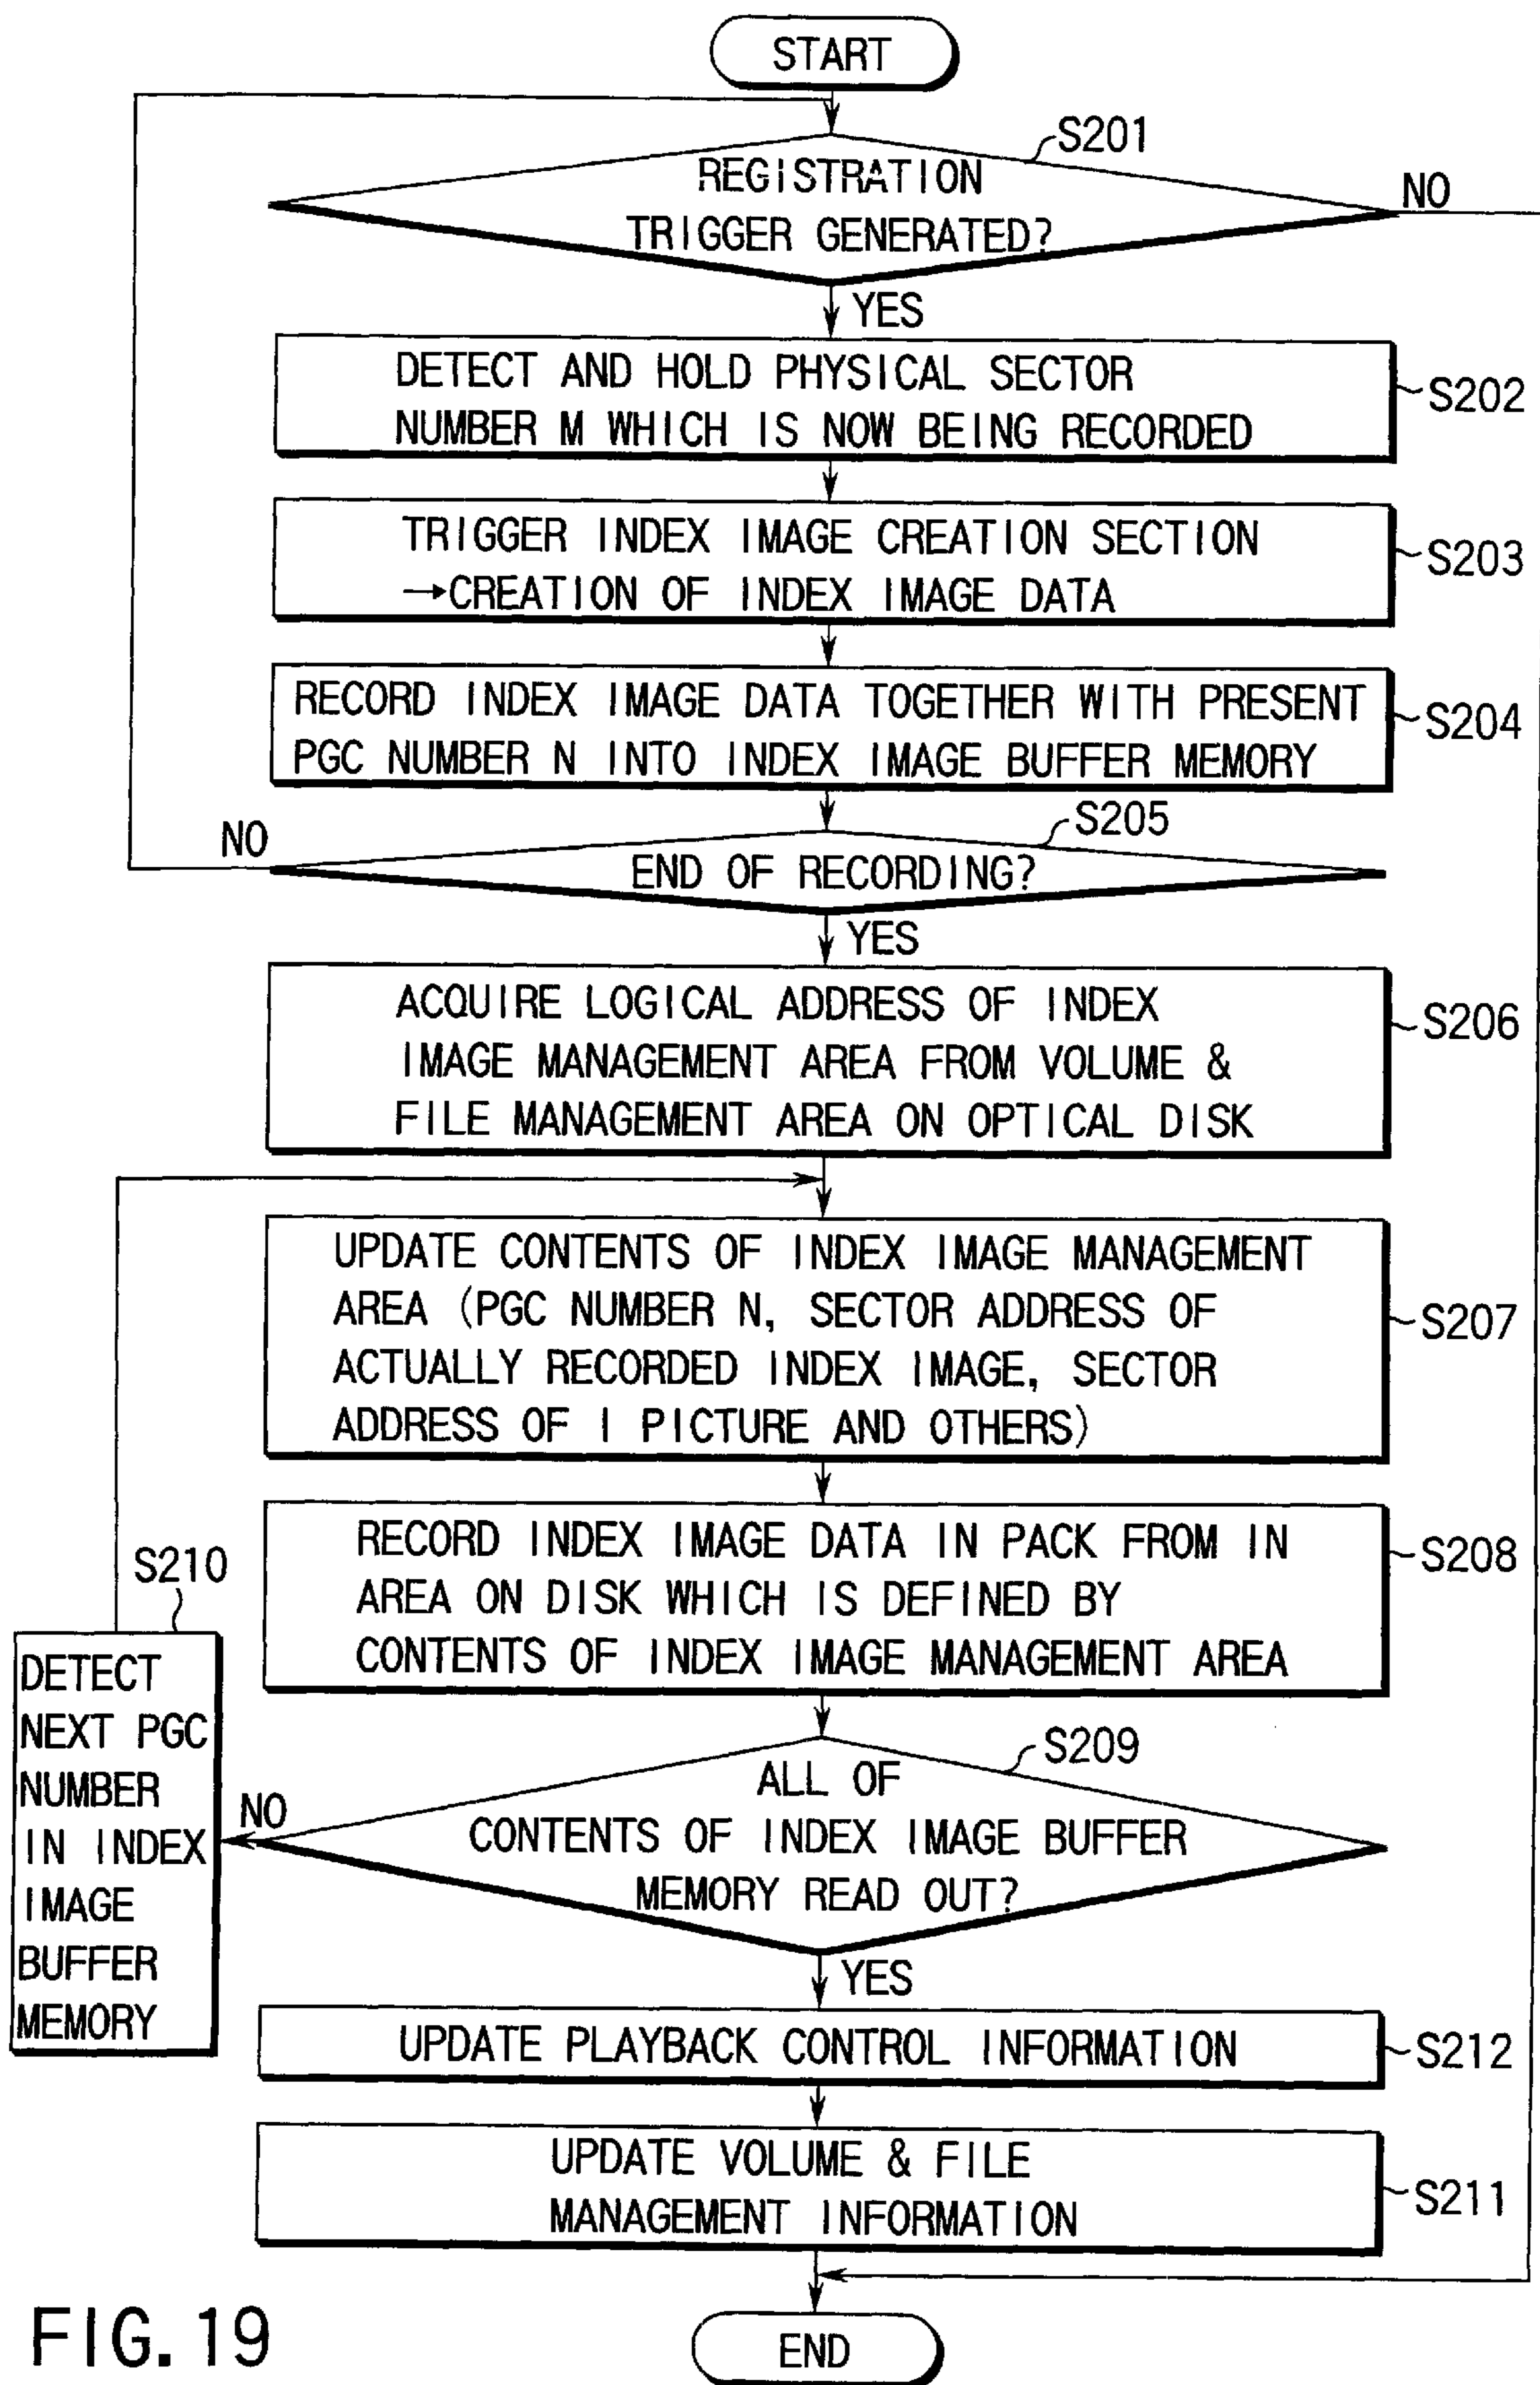 START
S201
REGISTRATION
TRIGGER GENERATED?
NO
YES
DETECT AND HOLD PHYSICAL SECTOR
NUMBER M WHICH IS NOW BEING RECORDED
S202
TRIGGER INDEX IMAGE CREATION SECTION
→CREATION OF INDEX IMAGE DATA
S203
RECORD INDEX IMAGE DATA TOGETHER WITH PRESENT
PGC NUMBER N INTO INDEX IMAGE BUFFER MEMORY
S204
S205
NO
END OF RECORDING?
YES
ACQUIRE LOGICAL ADDRESS OF INDEX
IMAGE MANAGEMENT AREA FROM VOLUME &
FILE MANAGEMENT AREA ON OPTICAL DISK
S206
UPDATE CONTENTS OF INDEX IMAGE MANAGEMENT
AREA (PGC NUMBER N, SECTOR ADDRESS OF
ACTUALLY RECORDED INDEX IMAGE, SECTOR
ADDRESS OF I PICTURE AND OTHERS)
S207
RECORD INDEX IMAGE DATA IN PACK FROM IN
AREA ON DISK WHICH IS DEFINED BY
CONTENTS OF INDEX IMAGE MANAGEMENT AREA
S208
S210
DETECT
NEXT PGC
NUMBER
IN INDEX
IMAGE
BUFFER
MEMORY
S209
NO
ALL OF
CONTENTS OF INDEX IMAGE BUFFER
MEMORY READ OUT?
YES
UPDATE PLAYBACK CONTROL INFORMATION
S212
UPDATE VOLUME & FILE
MANAGEMENT INFORMATION
S211
END
FIG. 19